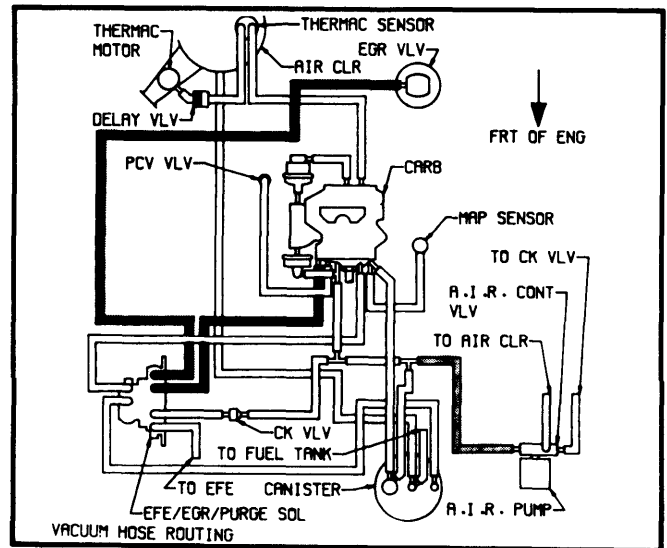 THERMAC SENSOR
THERMAC
MOTOR
EGR VLV
AIR CLR
DELAY VLV
FRT OF ENG
PCV VLV
CARB
MAP SENSOR
TO CK VLV
A.I.R. CONT
VLV
TO AIR CLR
CK VLV
TO FUEL TANK
TO EFE
CANISTER
EFE/EGR/PURGE SOL
A.I.R. PUMP
VACUUM HOSE ROUTING